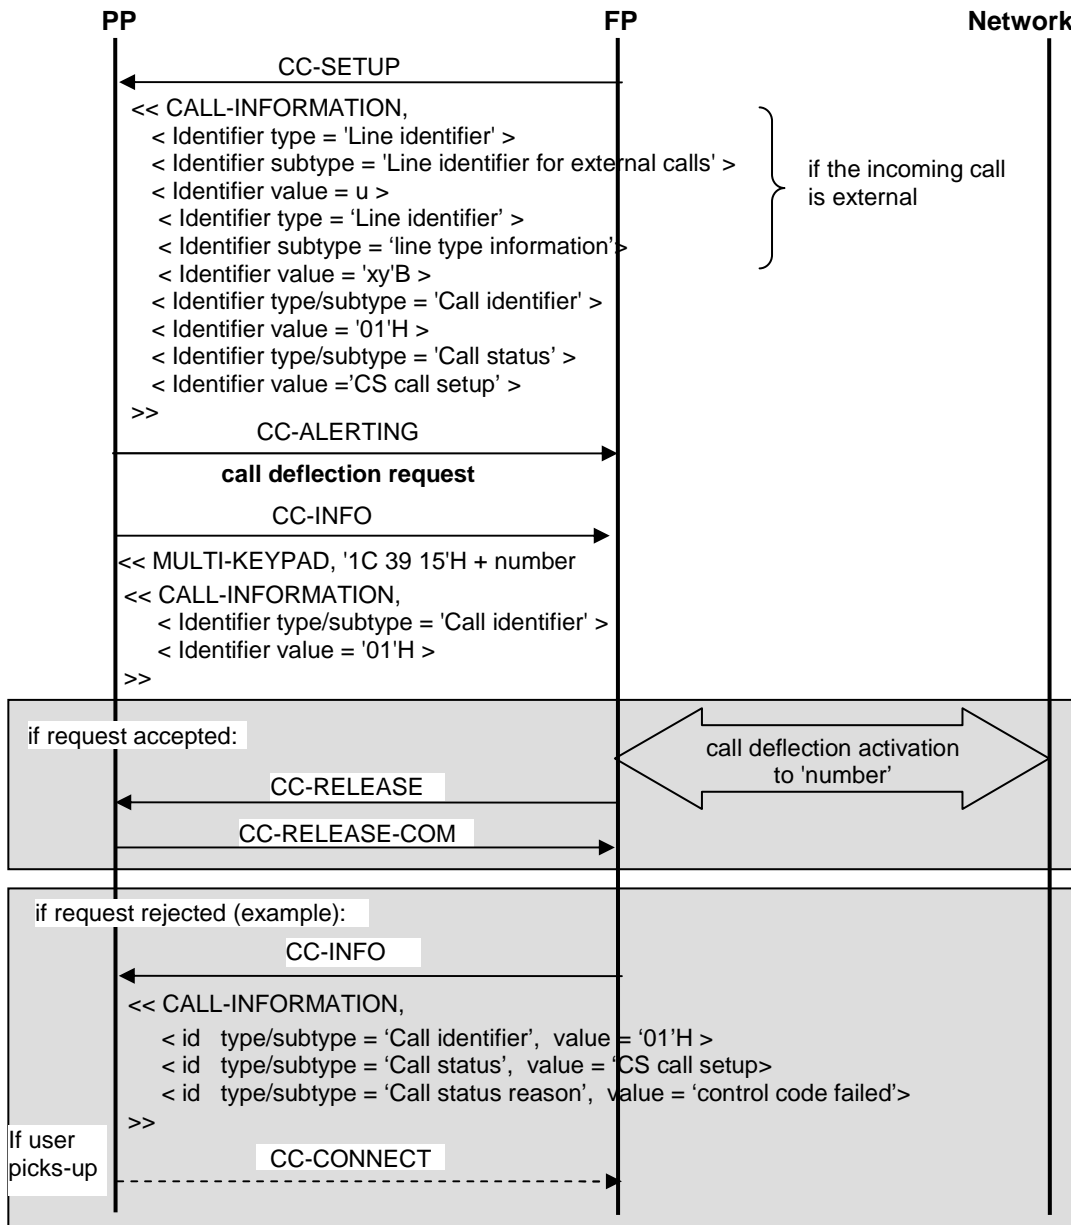 PP FP Network
CC-SETUP
<< CALL-INFORMATION,
< Identifier type = 'Line identifier' >
< Identifier subtype = 'Line identifier for external calls' >
< Identifier value = u >
< Identifier type = ‘Line identifier’ >
< Identifier subtype = ‘line type information’>
< Identifier value = 'xy'B >
if the incoming call
is external
< Identifier type/subtype = 'Call identifier' >
< Identifier value = '01'H >
< Identifier type/subtype = 'Call status' >
< Identifier value =’CS call setup’ >
>>
CC-ALERTING
call deflection request
CC-INFO
<< MULTI-KEYPAD, '1C 39 15'H + number
<< CALL-INFORMATION,
< Identifier type/subtype = 'Call identifier' >
< Identifier value = '01'H >
>>
if request accepted:
call deflection activation
to 'number’
CC-RELEASE
CC-RELEASE-COM
if request rejected (example):
CC-INFO
<< CALL-INFORMATION,
< id type/subtype = ‘Call identifier’, value = ‘01’H >
< id type/subtype = ‘Call status’, value = ‘CS call setup>
< id type/subtype = ‘Call status reason’, value = ‘control code failed’>
>>
If user
picks-up
CC-CONNECT